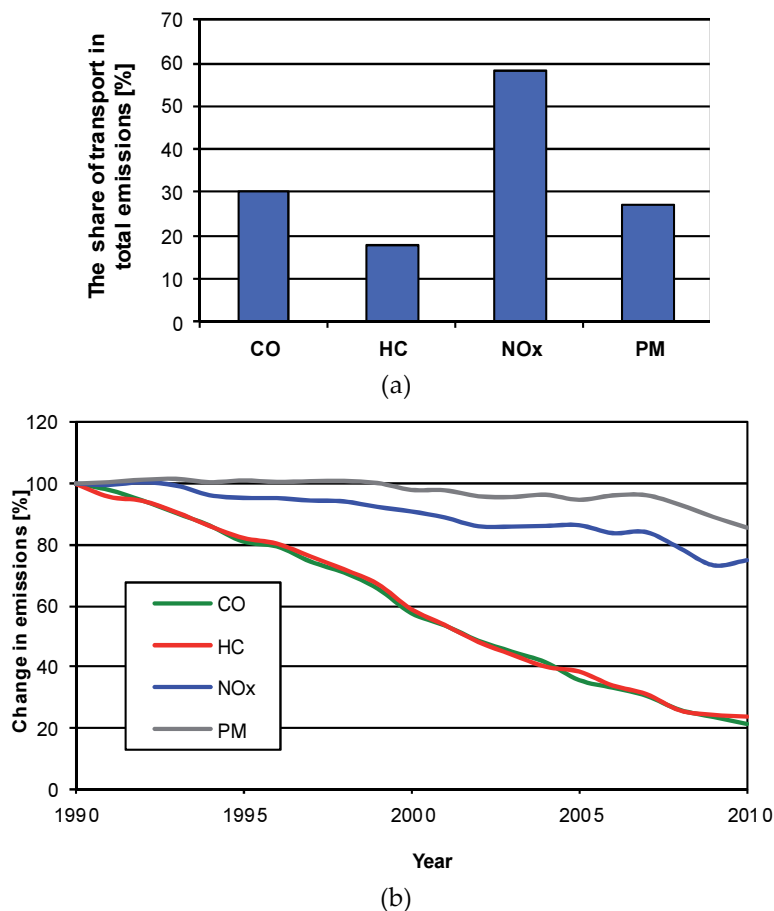 The share of transport in
total emissions [%]
70
60
50
40
30
20
10
0
CO HC NOx PM
(a)
Change in emissions [%]
120
100
80
60
40
20
0
CO
HC
NOx
PM
1990 1995 2000 2005 2010
Year
(b)